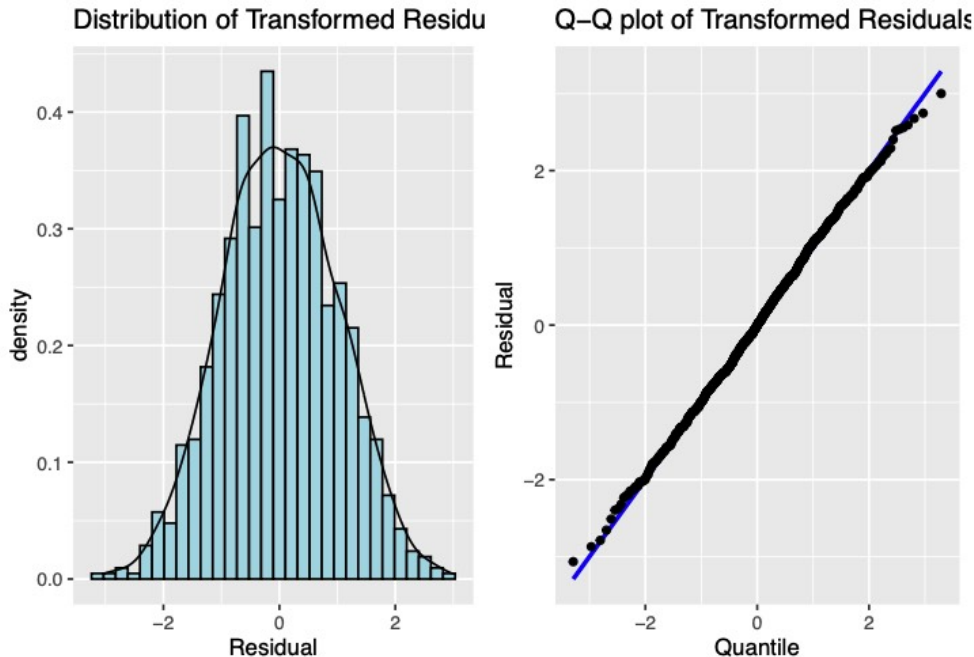 Distribution of Transformed Residu
0.4
0.3
0.2
0.1
0.0
density
−2
0
2
Residual
Q−Q plot of Transformed Residuals
2
0
−2
Residual
−2
0
2
Quantile